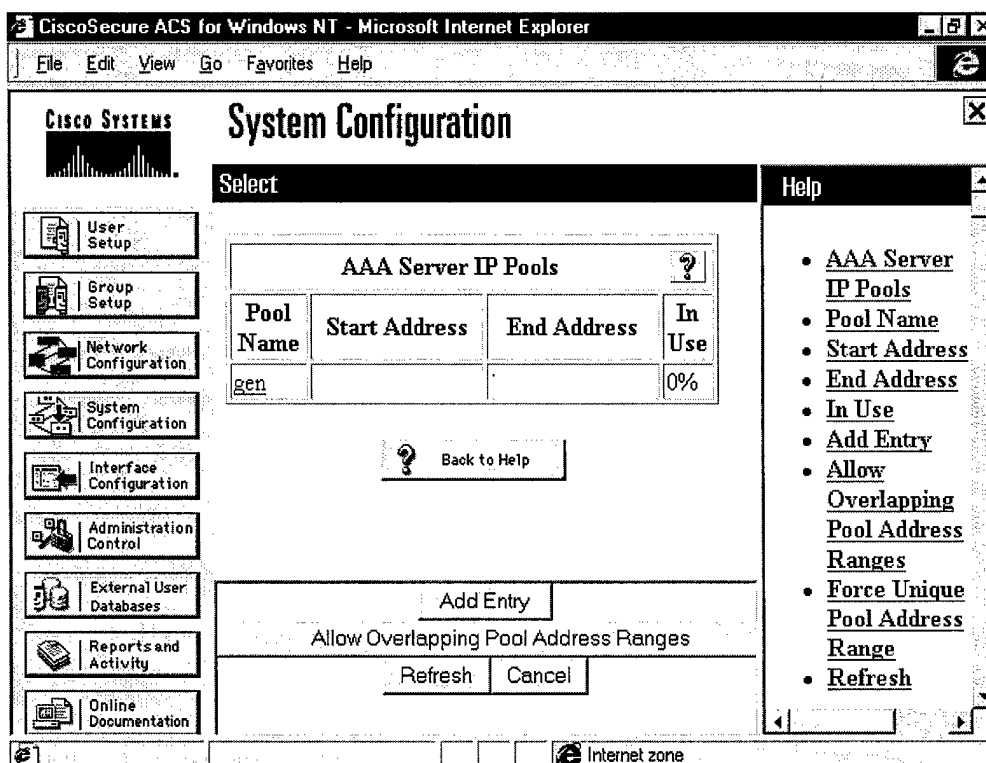 CiscoSecure ACS for Windows NT - Microsoft Internet Explorer
File Edit View Go Favorites Help
CISCO SYSTEMS
System Configuration
User
Setup
Group
Setup
Network
Configuration
System
Configuration
Interface
Configuration
Administration
Control
External User
Databases
Reports and
Activity
Online
Documentation
Select
AAA Server IP Pools
Pool
Name
Start Address
End Address
In
Use
gen
0%
Back to Help
Add Entry
Allow Overlapping Pool Address Ranges
Refresh
Cancel
Help
AAA Server
IP Pools
Pool Name
Start Address
End Address
In Use
Add Entry
Allow
Overlapping
Pool Address
Ranges
Force Unique
Pool Address
Range
Refresh
Internet zone